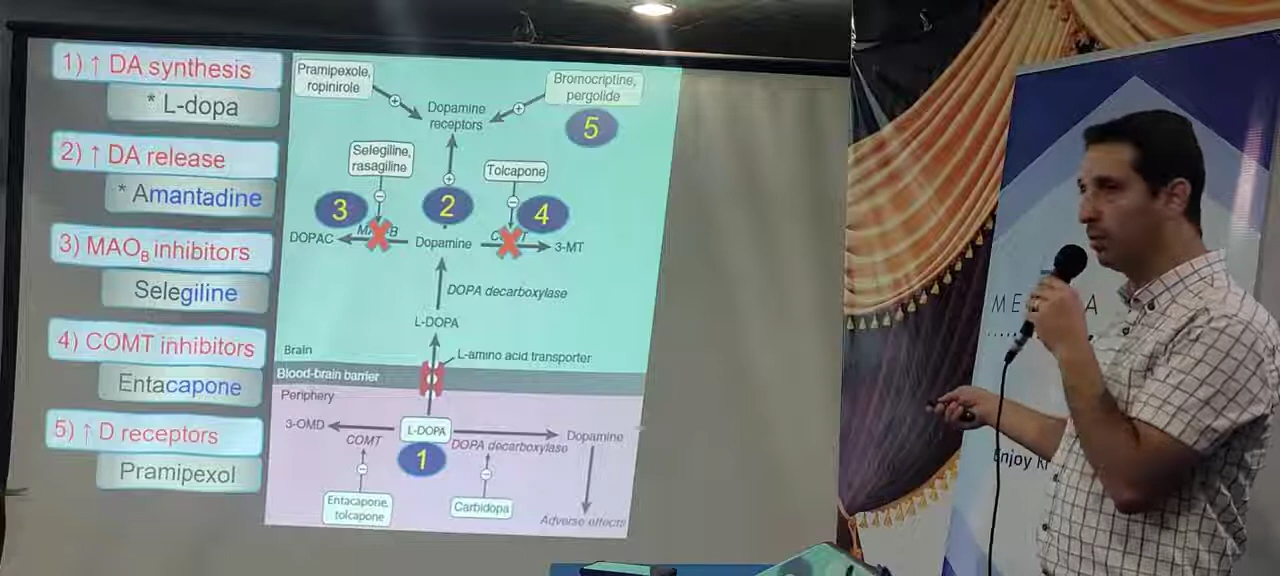 1) ↑ DA synthesis
* L-dopa
2) ↑ DA release
* Amantadine
3) MAOB inhibitors
Selegiline
4) COMT inhibitors
Entacapone
5) ↑ D receptors
Pramipexol
Pramipexole,
ropinirole
Bromocriptine,
pergolide
Dopamine
receptors
5
Selegiline,
rasagiline
Tolcapone
3
2
4
DOPAC
Dopamine
3-MT
DOPA decarboxylase
L-DOPA
Brain
L-amino acid transporter
Blood-brain barrier
Periphery
3-OMD
COMT
L-DOPA
1
DOPA decarboxylase
Dopamine
Entacapone,
tolcapone
Carbidopa
Adverse effects
Enjoy